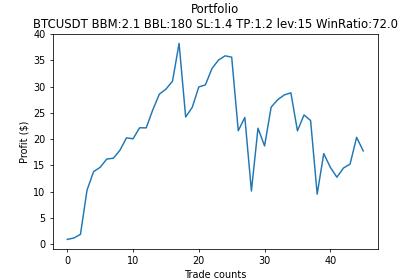 Portfolio
BTCUSDT BBM:2.1 BBL:180 SL:1.4 TP:1.2 lev:15 WinRatio:72.0
40
35
30
25
20
15
10
5
0
Profit ($)
0 10 20 30 40
Trade counts